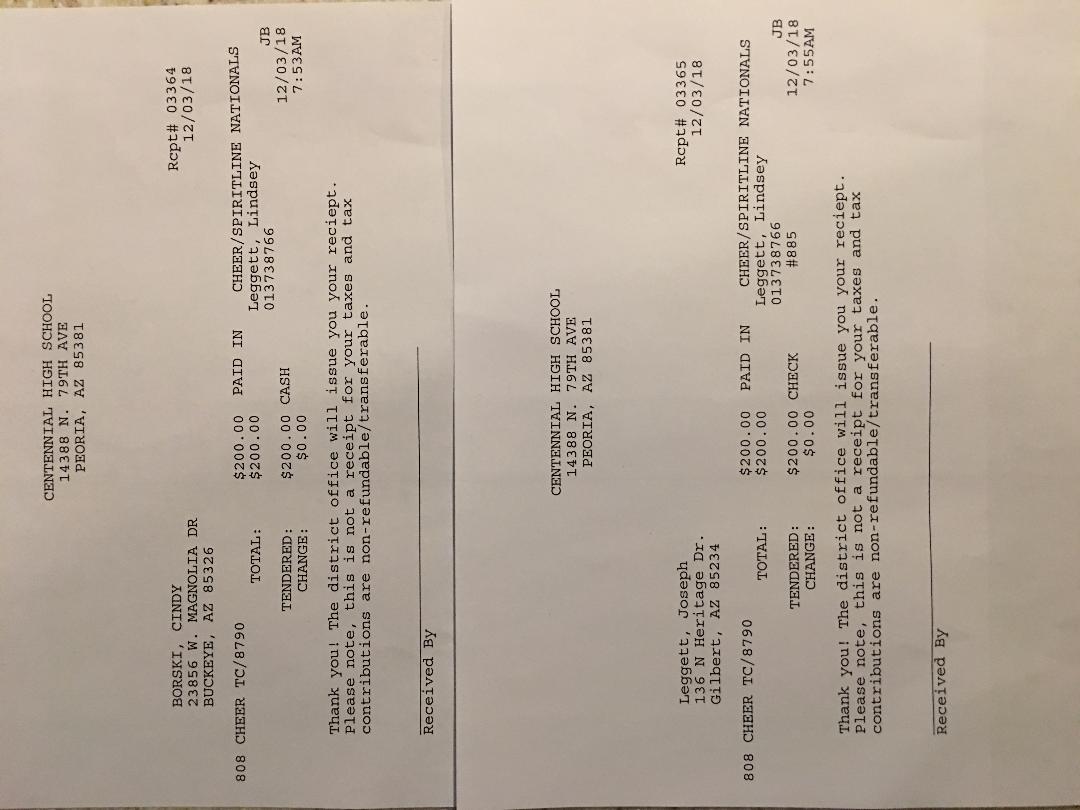 CENTENNIAL HIGH SCHOOL
14388 N. 79TH AVE
PEORIA, AZ 85381
Rcpt# 03364
12/03/18
BORSKI, CINDY
23856 W. MAGNOLIA DR
BUCKEYE, AZ 85326
808 CHEER TC/8790 $200.00 PAID IN CHEER/SPIRITLINE NATIONALS
TOTAL: $200.00 Leggett, Lindsey JB
013738766
TENDERED: $200.00 CASH 12/03/18
CHANGE: $0.00 7:53AM
Thank you! The district office will issue you your reciept.
Please note, this is not a receipt for your taxes and tax
contributions are non-refundable/transferable.
Received By
CENTENNIAL HIGH SCHOOL
14388 N. 79TH AVE
PEORIA, AZ 85381
Rcpt# 03365
12/03/18
Leggett, Joseph
136 N Heritage Dr.
Gilbert, AZ 85234
808 CHEER TC/8790 $200.00 PAID IN CHEER/SPIRITLINE NATIONALS
TOTAL: $200.00 Leggett, Lindsey
013738766 JB
TENDERED: $200.00 CHECK #885 12/03/18
CHANGE: $0.00 7:55AM
Thank you! The district office will issue you your reciept.
Please note, this is not a receipt for your taxes and tax
contributions are non-refundable/transferable.
Received By